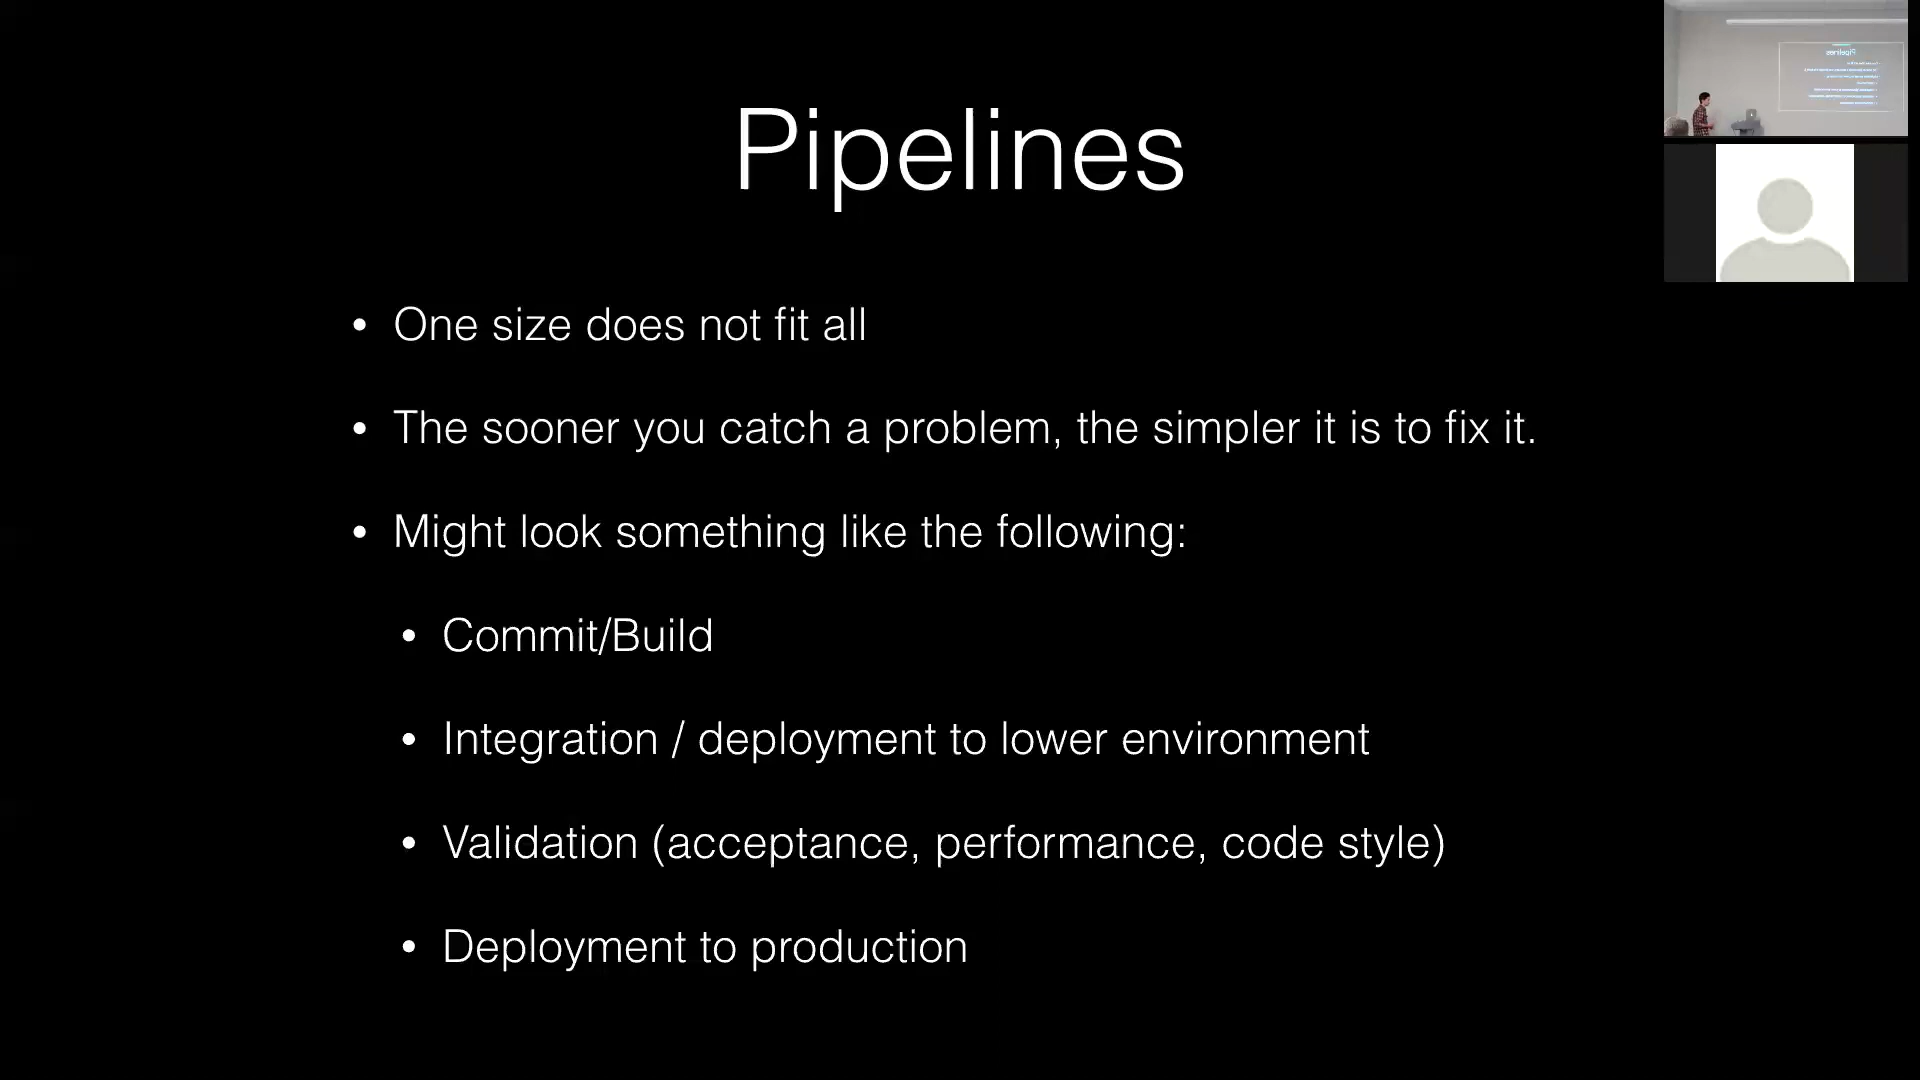 Pipelines
• One size does not fit all
• The sooner you catch a problem, the simpler it is to fix it.
• Might look something like the following:
• Commit/Build
• Integration / deployment to lower environment
• Validation (acceptance, performance, code style)
• Deployment to production
Pipelines